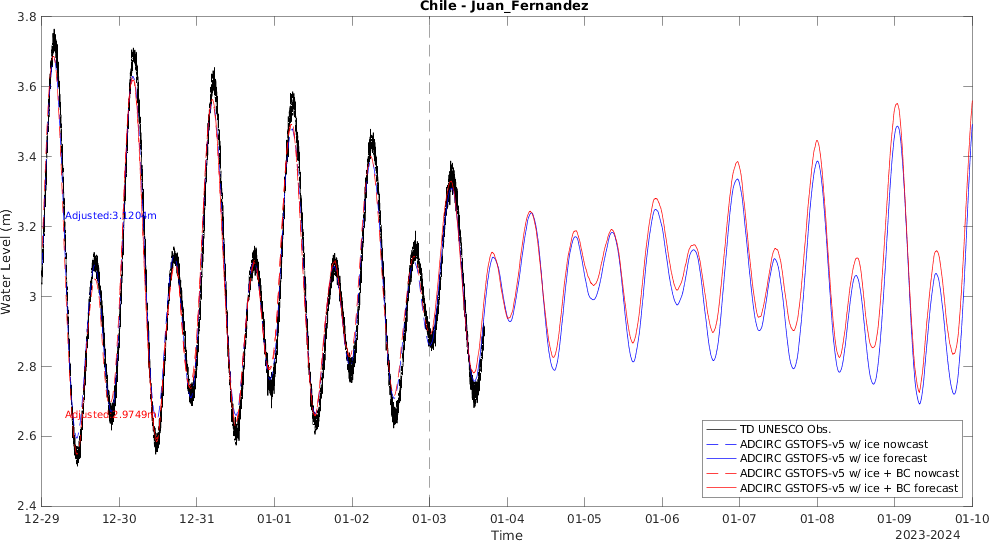 Chile - Juan_Fernandez
3.8
3.6
3.4
3.2
3
2.8
2.6
2.4
Water Level (m)
Adjusted:3.1204m
Adjusted:2.9749m
TD UNESCO Obs.
ADCIRC GSTOFS-v5 w/ ice nowcast
ADCIRC GSTOFS-v5 w/ ice forecast
ADCIRC GSTOFS-v5 w/ ice + BC nowcast
ADCIRC GSTOFS-v5 w/ ice + BC forecast
12-29 12-30 12-31 01-01 01-02 01-03 01-04 01-05 01-06 01-07 01-08 01-09 01-10
Time
2023-2024